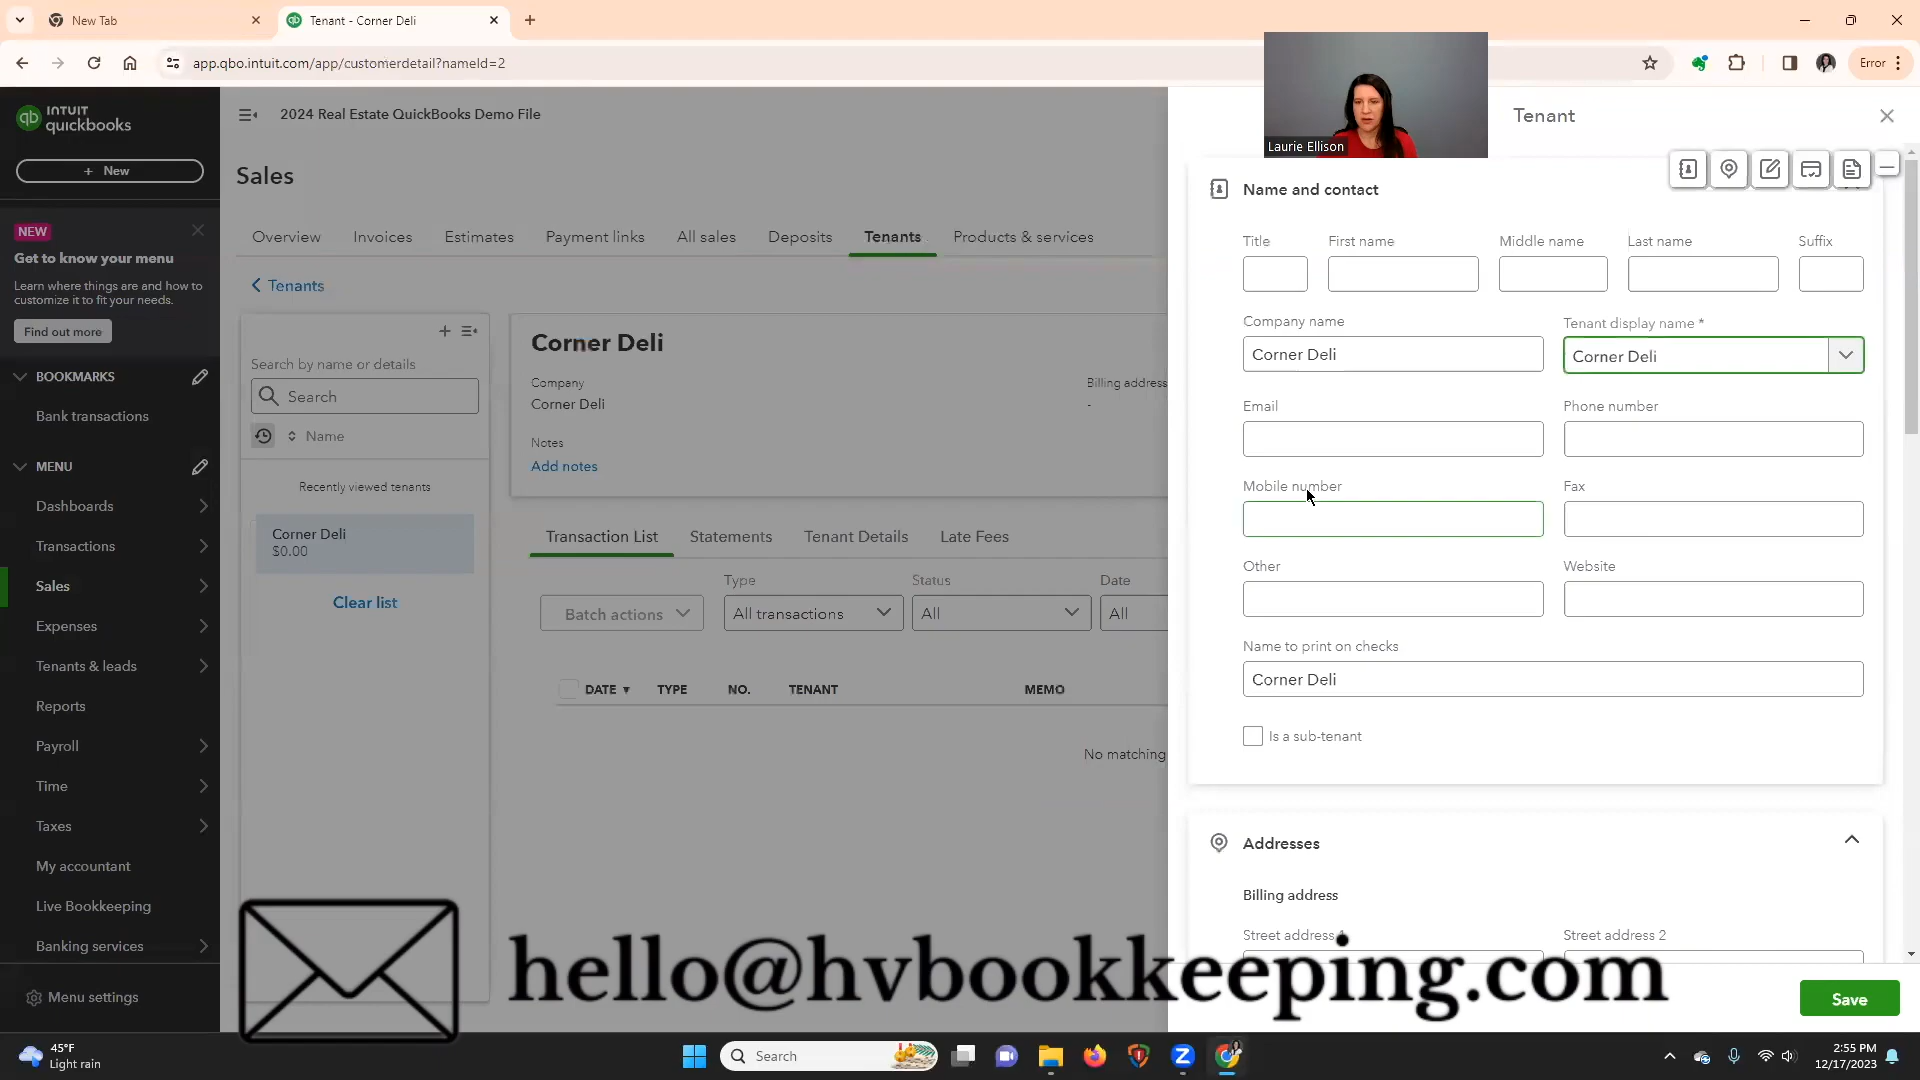 New Tab
Tenant - Corner Deli
app.qbo.intuit.com/app/customerdetail?nameId=2
Error
Laurie Ellison
INTUIT
quickbooks
2024 Real Estate QuickBooks Demo File
Tenant
+ New
Sales
Name and contact
NEW
Get to know your menu
Learn where things are and how to
customize it to fit your needs.
Find out more
Overview
Invoices
Estimates
Payment links
All sales
Deposits
Tenants
Products & services
Title
First name
Middle name
Last name
Suffix
Tenants
Company name
Tenant display name *
Corner Deli
Corner Deli
Corner Deli
Search by name or details
Search
Name
Company
Corner Deli
Billing address
-
Notes
Add notes
Email
Phone number
BOOKMARKS
Bank transactions
MENU
Recently viewed tenants
Corner Deli
$0.00
Clear list
Mobile number
Fax
Dashboards
Transactions
Sales
Expenses
Tenants & leads
Reports
Payroll
Time
Taxes
My accountant
Live Bookkeeping
Banking services
Menu settings
Transaction List
Statements
Tenant Details
Late Fees
Other
Website
Type
Status
Date
Batch actions
All transactions
All
All
Name to print on checks
Corner Deli
DATE
TYPE
NO.
TENANT
MEMO
Is a sub-tenant
No matching
Addresses
Billing address
Street address 1
Street address 2
hello@hvbookkeeping.com
Save
45°F
Light rain
Search
2:55 PM
12/17/2023